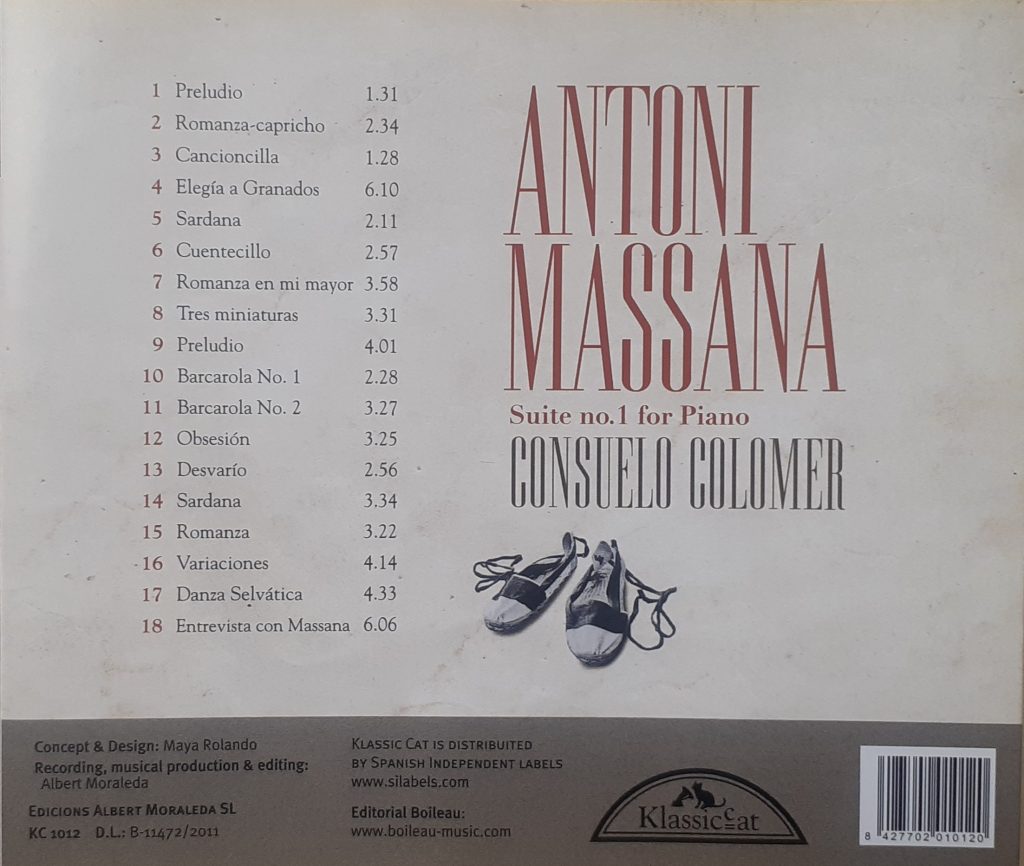 1 Preludio 1.31
2 Romanza-capricho 2.34
3 Cancioncilla 1.28
4 Elegía a Granados 6.10
5 Sardana 2.11
6 Cuentecillo 2.57
7 Romanza en mi mayor 3.58
8 Tres miniaturas 3.31
9 Preludio 4.01
10 Barcarola No. 1 2.28
11 Barcarola No. 2 3.27
12 Obsesión 3.25
13 Desvarío 2.56
14 Sardana 3.34
15 Romanza 3.22
16 Variaciones 4.14
17 Danza Selvática 4.33
18 Entrevista con Massana 6.06
ANTONI
MASSANA
Suite no.1 for Piano
CONSUELO COLOMER
Concept & Design: Maya Rolando
Recording, musical production & editing:
Albert Moraleda
EDICIONS ALBERT MORALEDA SL
KC 1012 D.L.: B-11472/2011
KLASSIC CAT IS DISTRIBUITED
BY SPANISH INDEPENDENT LABELS
www.silabels.com
Editorial Boileau:
www.boileau-music.com
Klassic cat
8 427702 010120